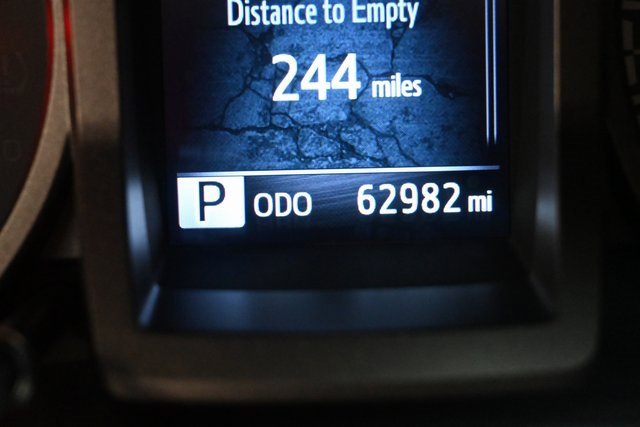 Distance to Empty
244 miles
P ODO 62982 mi